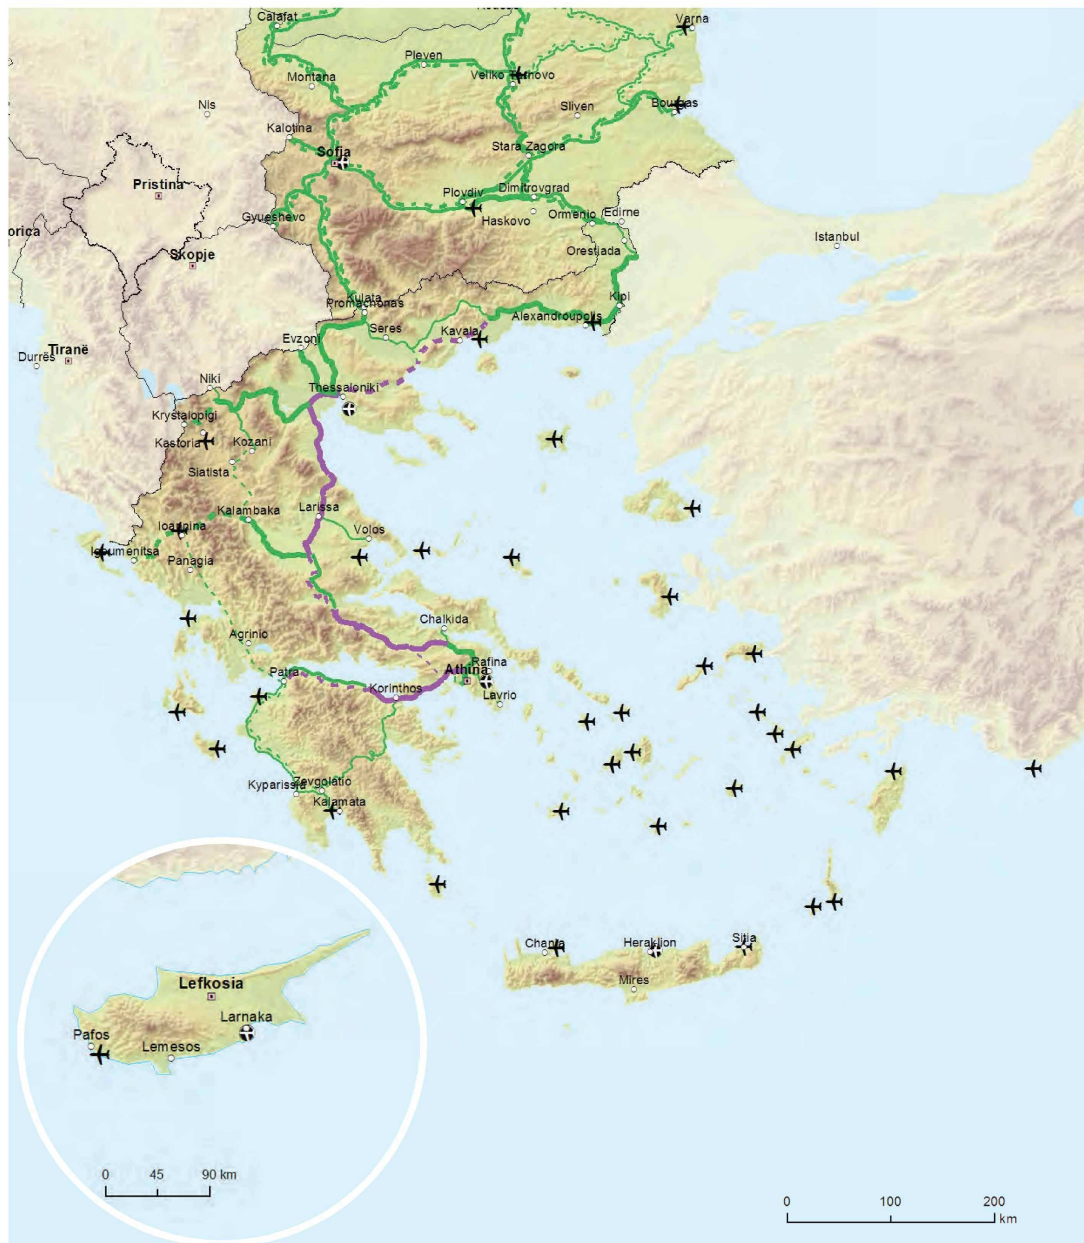 Calafat
Varna
Pleven
Montana
Veliko Tarnovo
Nis
Sliven
Bourgas
Kalotina
Sofia
Stara Zagora
Pristina
Plovdiv
Dimitrovgrad
Gyueshevo
Haskovo
Ormenio
Edirne
orica
Istanbul
Skopje
Orestiada
Kulata
Promachonas
Kipi
Alexandroupolis
Seres
Kavala
Evzoni
Tiranë
Durrës
Niki
Thessaloniki
Krystalopigi
Kastoria
Kozani
Siatista
Kalambaka
Larissa
Ioannina
Volos
Igoumenitsa
Panagia
Chalkida
Agrinio
Rafina
Athina
Patra
Korinthos
Lavrio
Kyparissia
Zevgolatio
Kalamata
Chania
Heraklion
Sitia
Mires
Lefkosia
Larnaka
Pafos
Lemesos
0 45 90 km
0 100 200
km